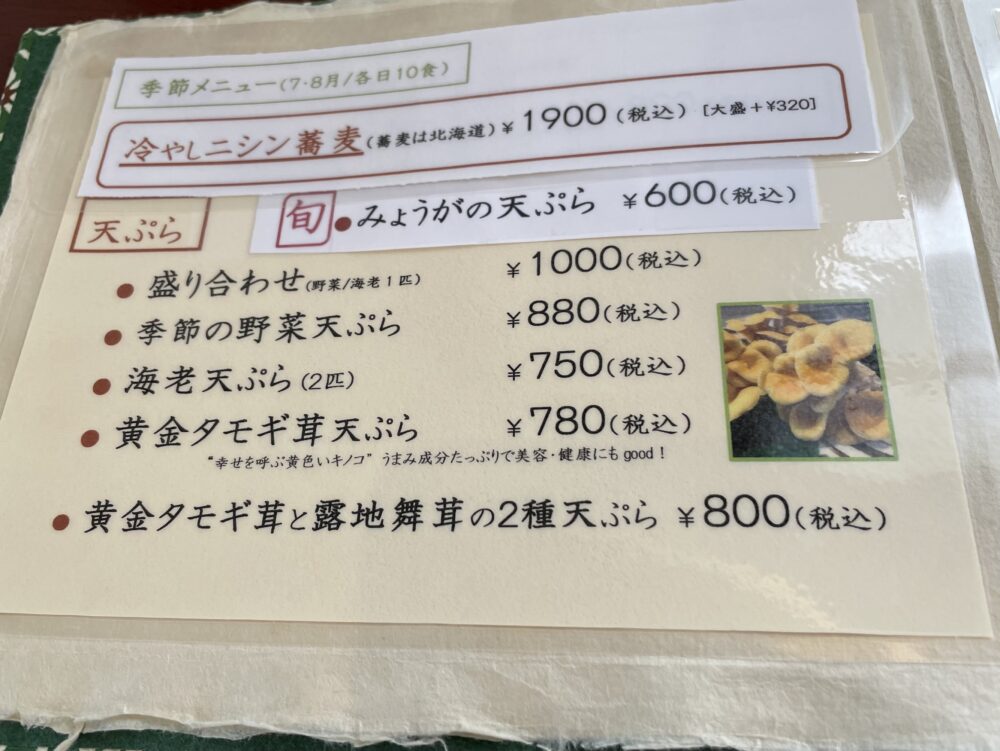 季節メニュー(7・8月/各日10食)
冷やしニシン蕎麦(蕎麦は北海道)¥1900(税込) [大盛+¥320]
天ぷら
旬 ●みょうがの天ぷら ¥600(税込)
●盛り合わせ(野菜/海老1匹) ¥1000(税込)
●季節の野菜天ぷら ¥880(税込)
●海老天ぷら(2匹) ¥750(税込)
●黄金タモギ茸天ぷら ¥780(税込)
“幸せを呼ぶ黄色いキノコ”うまみ成分たっぷりで美容・健康にもgood!
●黄金タモギ茸と露地舞茸の2種天ぷら ¥800(税込)